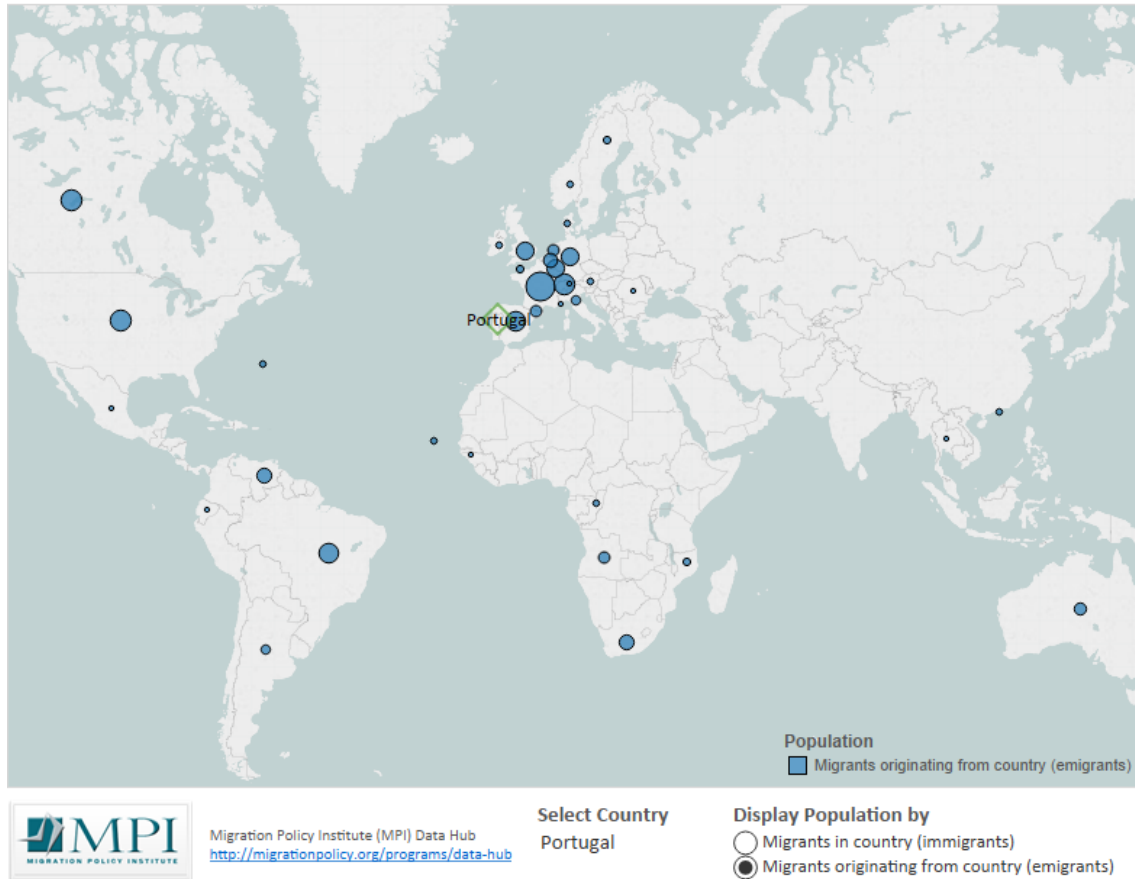 Portugal
Population
Migrants originating from country (emigrants)
MPI
MIGRATION POLICY INSTITUTE
Migration Policy Institute (MPI) Data Hub
http://migrationpolicy.org/programs/data-hub
Select Country
Portugal
Display Population by
Migrants in country (immigrants)
Migrants originating from country (emigrants)